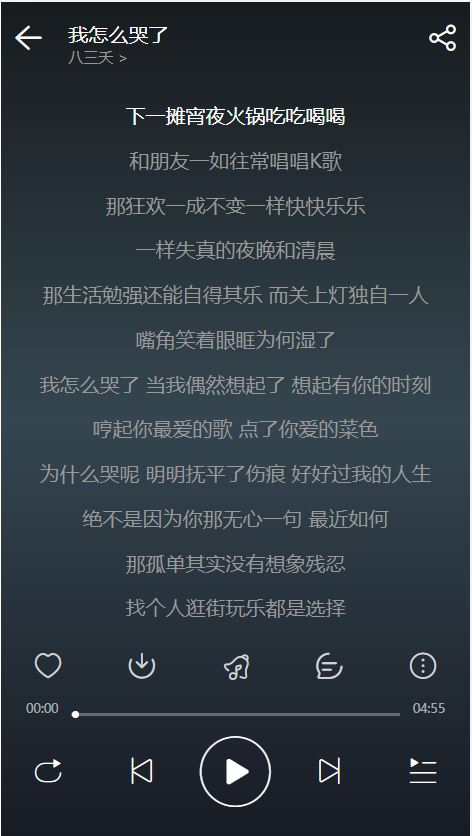 我怎么哭了
八三夭 >
下一摊宵夜火锅吃吃喝喝
和朋友一如往常唱唱K歌
那狂欢一成不变一样快快乐乐
一样失真的夜晚和清晨
那生活勉强还能自得其乐 而关上灯独自一人
嘴角笑着眼眶为何湿了
我怎么哭了 当我偶然想起了 想起有你的时刻
哼起你最爱的歌 点了你爱的菜色
为什么哭呢 明明抚平了伤痕 好好过我的人生
绝不是因为你那无心一句 最近如何
那孤单其实没有想象残忍
找个人逛街玩乐都是选择
00:00 04:55